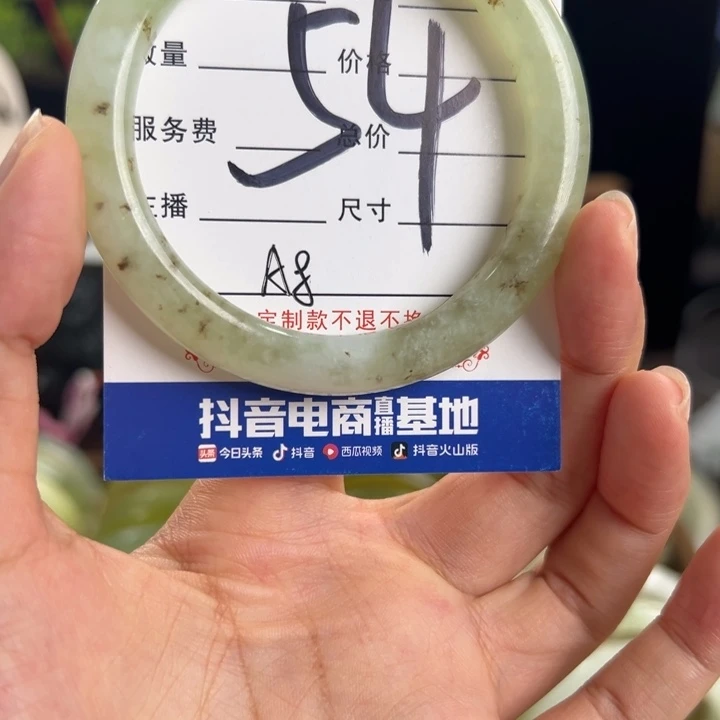 54
数量 价格
服务费 总价
主播 尺寸
A8
定制款不退不换
抖音电商直播基地
头条 今日头条 抖音 西瓜视频 抖音火山版